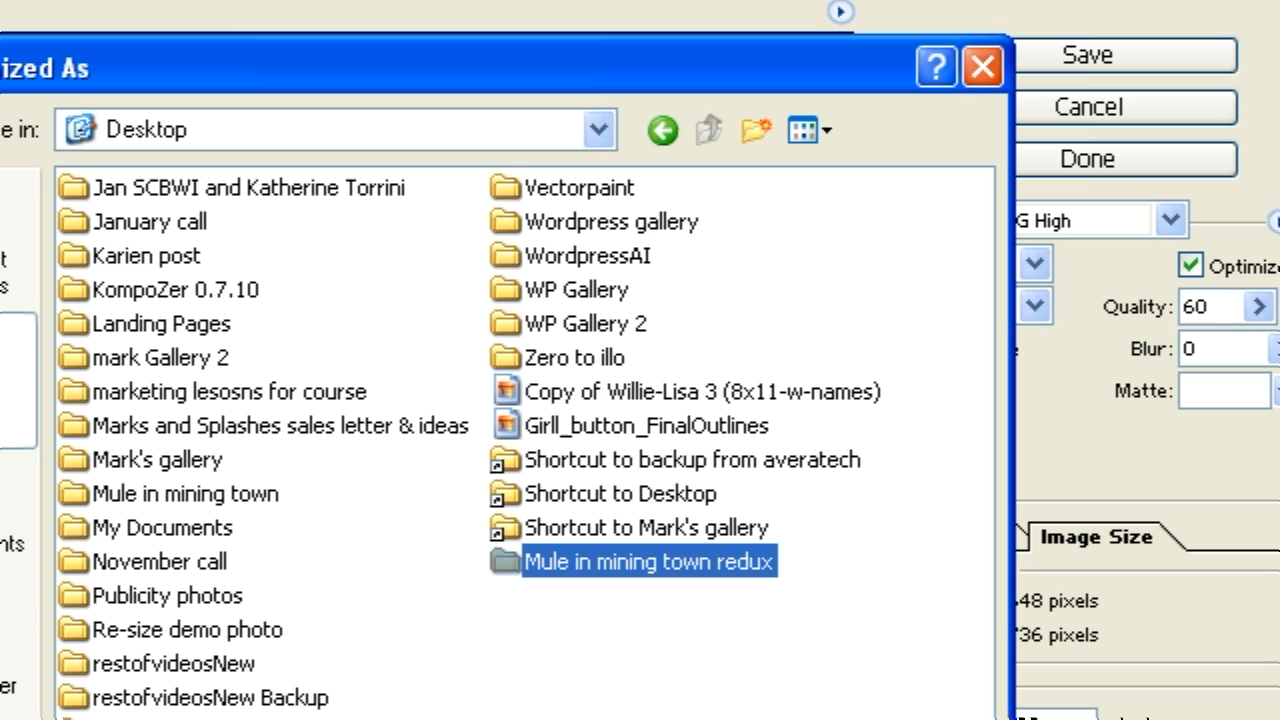 ized As
Save
Cancel
Done
e in:
Desktop
G High
Optimiz
Quality: 60
Blur: 0
Matte:
Image Size
48 pixels
36 pixels
Jan SCBWI and Katherine Torrini
January call
Karien post
KompoZer 0.7.10
Landing Pages
mark Gallery 2
marketing lesosns for course
Marks and Splashes sales letter & ideas
Mark's gallery
Mule in mining town
My Documents
November call
Publicity photos
Re-size demo photo
restofvideosNew
restofvideosNew Backup
Vectorpaint
Wordpress gallery
WordpressAI
WP Gallery
WP Gallery 2
Zero to illo
Copy of Willie-Lisa 3 (8x11-w-names)
Girll_button_FinalOutlines
Shortcut to backup from averatech
Shortcut to Desktop
Shortcut to Mark's gallery
Mule in mining town redux
t
s
nts
er